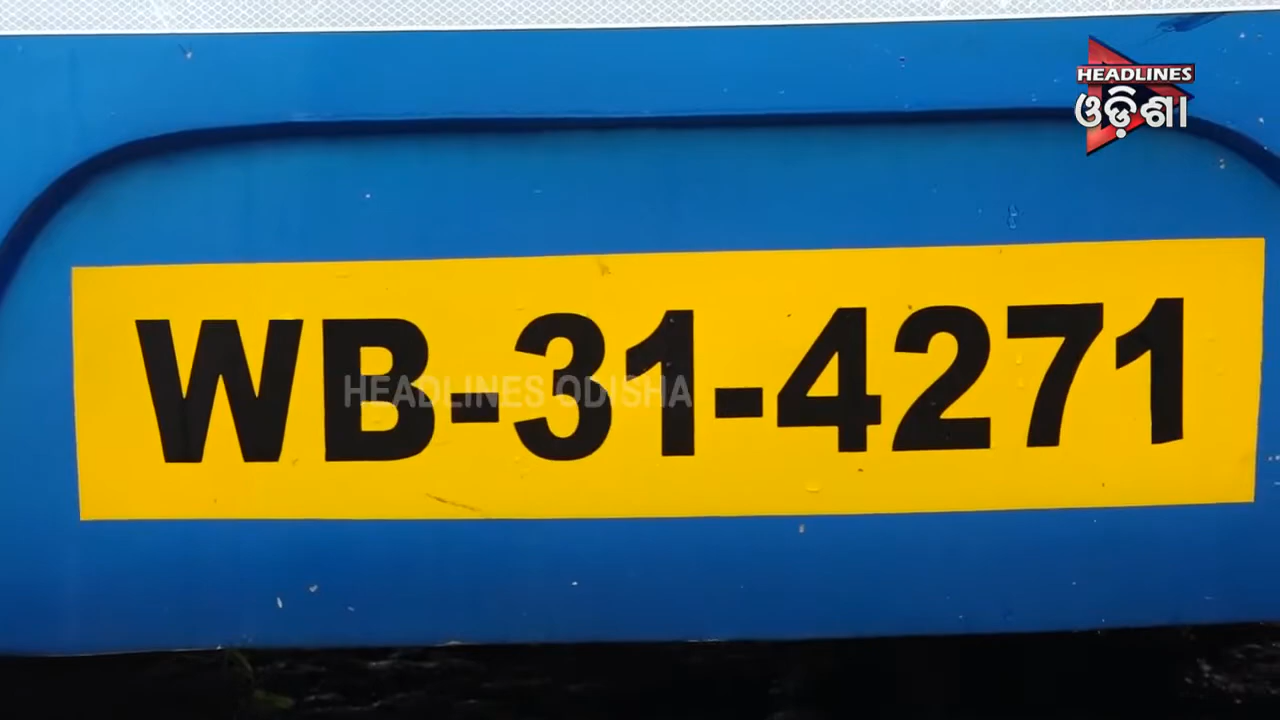 HEADLINES
ଓଡ଼ିଶା
WB-31-4271
HEADLINES ODISHA